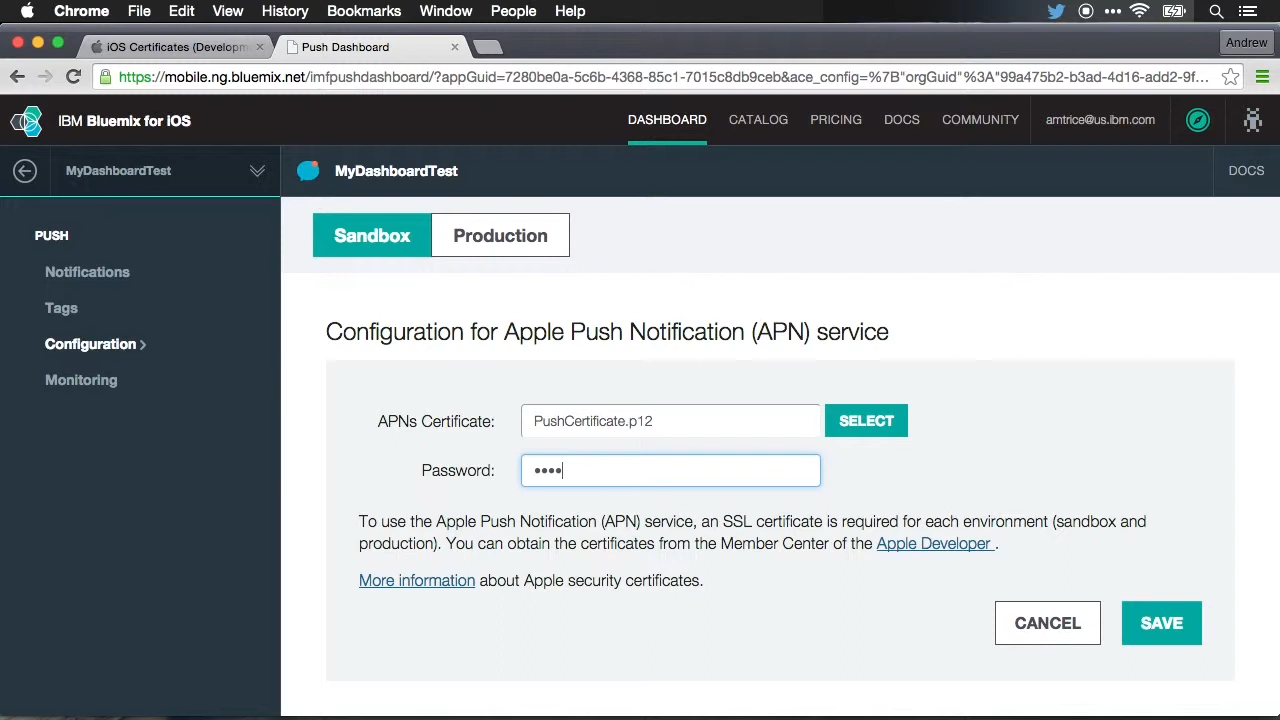 Chrome File Edit View History Bookmarks Window People Help
iOS Certificates (Developm
Push Dashboard
Andrew
https://mobile.ng.bluemix.net/imfpushdashboard/?appGuid=7280be0a-5c6b-4368-85c1-7015c8db9ceb&ace_config=%7B"orgGuid"%3A"99a475b2-b3ad-4d16-add2-9f...
IBM Bluemix for iOS
DASHBOARD CATALOG PRICING DOCS COMMUNITY amtrice@us.ibm.com
MyDashboardTest
MyDashboardTest
DOCS
PUSH
Notifications
Tags
Configuration
Monitoring
Sandbox Production
Configuration for Apple Push Notification (APN) service
APNs Certificate: PushCertificate.p12 SELECT
Password: ••••
To use the Apple Push Notification (APN) service, an SSL certificate is required for each environment (sandbox and
production). You can obtain the certificates from the Member Center of the Apple Developer .
More information about Apple security certificates.
CANCEL SAVE